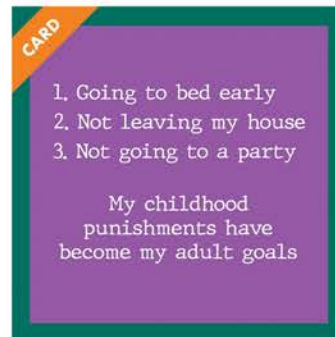 CARD
1. Going to bed early
2. Not leaving my house
3. Not going to a party
My childhood
punishments have
become my adult goals